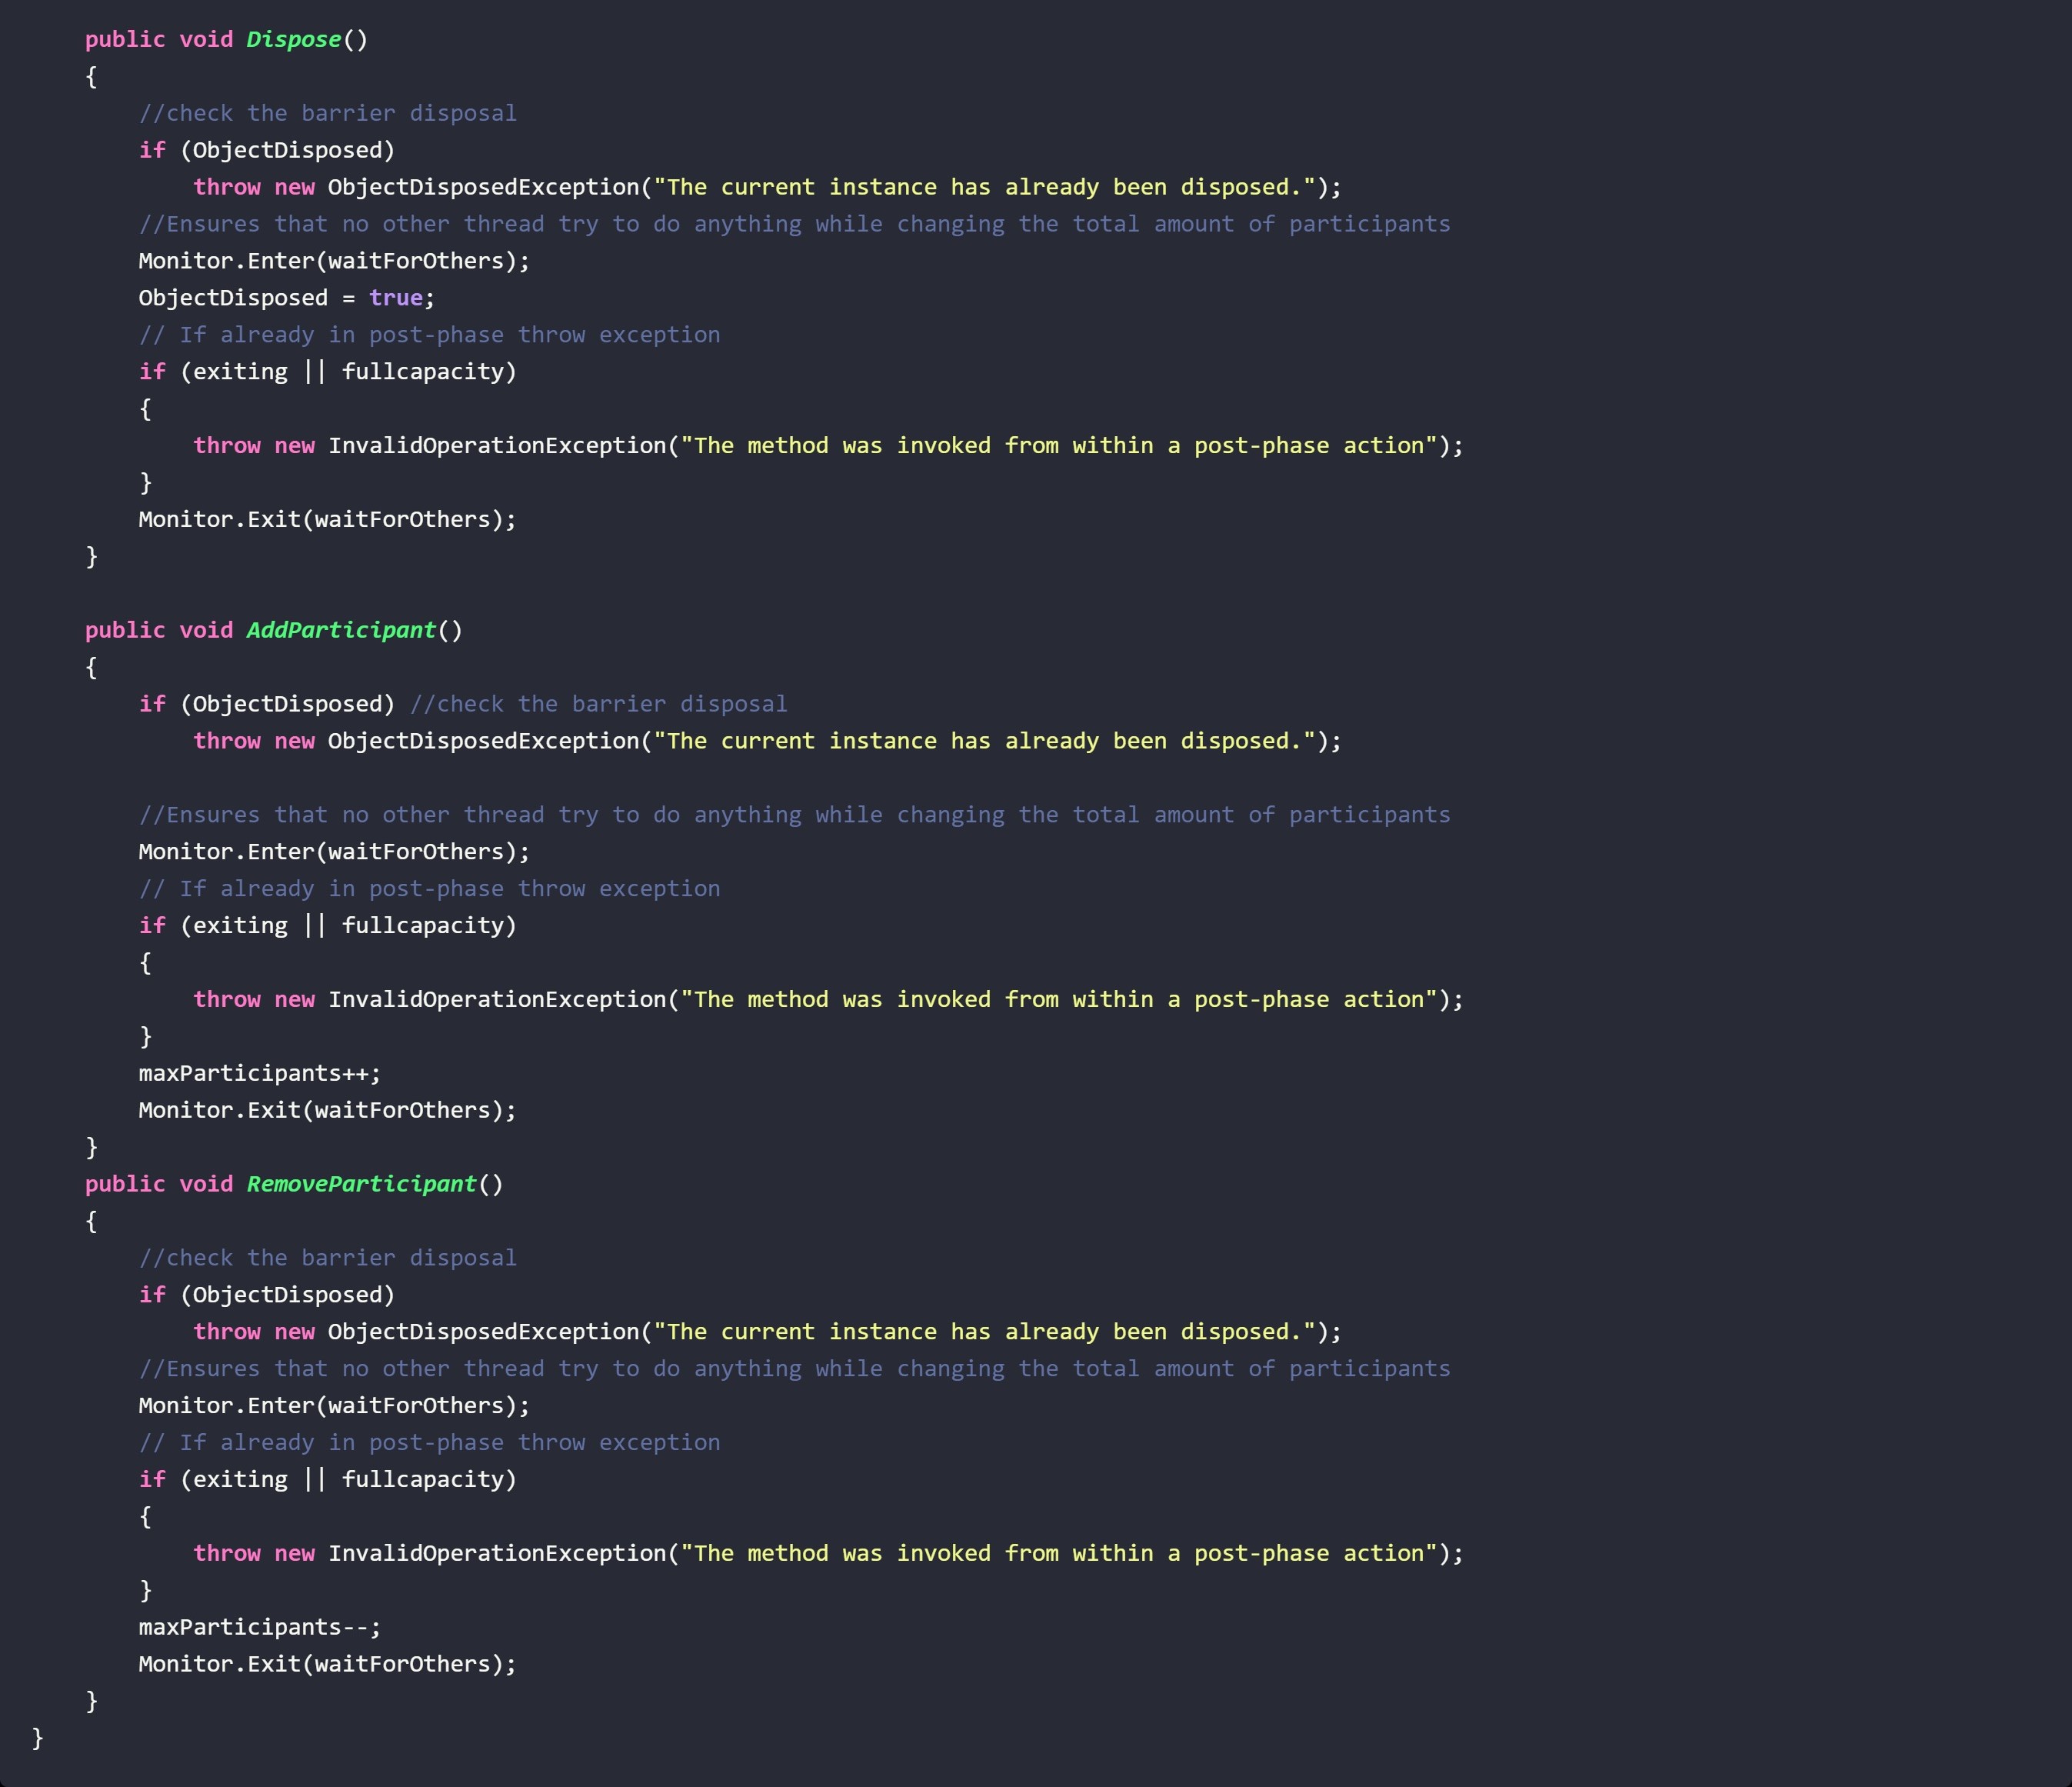 public void Dispose()
{
//check the barrier disposal
if (ObjectDisposed)
throw new ObjectDisposedException("The current instance has already been disposed.");
//Ensures that no other thread try to do anything while changing the total amount of participants
Monitor.Enter(waitForOthers);
ObjectDisposed = true;
// If already in post-phase throw exception
if (exiting || fullcapacity)
{
throw new InvalidOperationException("The method was invoked from within a post-phase action");
}
Monitor.Exit(waitForOthers);
}
public void AddParticipant()
{
if (ObjectDisposed) //check the barrier disposal
throw new ObjectDisposedException("The current instance has already been disposed.");
//Ensures that no other thread try to do anything while changing the total amount of participants
Monitor.Enter(waitForOthers);
// If already in post-phase throw exception
if (exiting || fullcapacity)
{
throw new InvalidOperationException("The method was invoked from within a post-phase action");
}
maxParticipants++;
Monitor.Exit(waitForOthers);
}
public void RemoveParticipant()
{
//check the barrier disposal
if (ObjectDisposed)
throw new ObjectDisposedException("The current instance has already been disposed.");
//Ensures that no other thread try to do anything while changing the total amount of participants
Monitor.Enter(waitForOthers);
// If already in post-phase throw exception
if (exiting || fullcapacity)
{
throw new InvalidOperationException("The method was invoked from within a post-phase action");
}
maxParticipants--;
Monitor.Exit(waitForOthers);
}
}